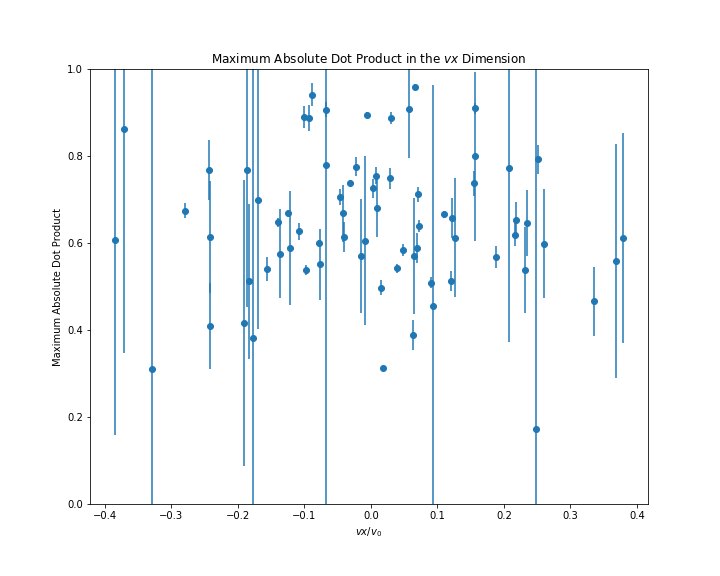 Maximum Absolute Dot Product in the vx Dimension
Maximum Absolute Dot Product
1.0
0.8
0.6
0.4
0.2
0.0
−0.4 −0.3 −0.2 −0.1 0.0 0.1 0.2 0.3 0.4
vx/v₀